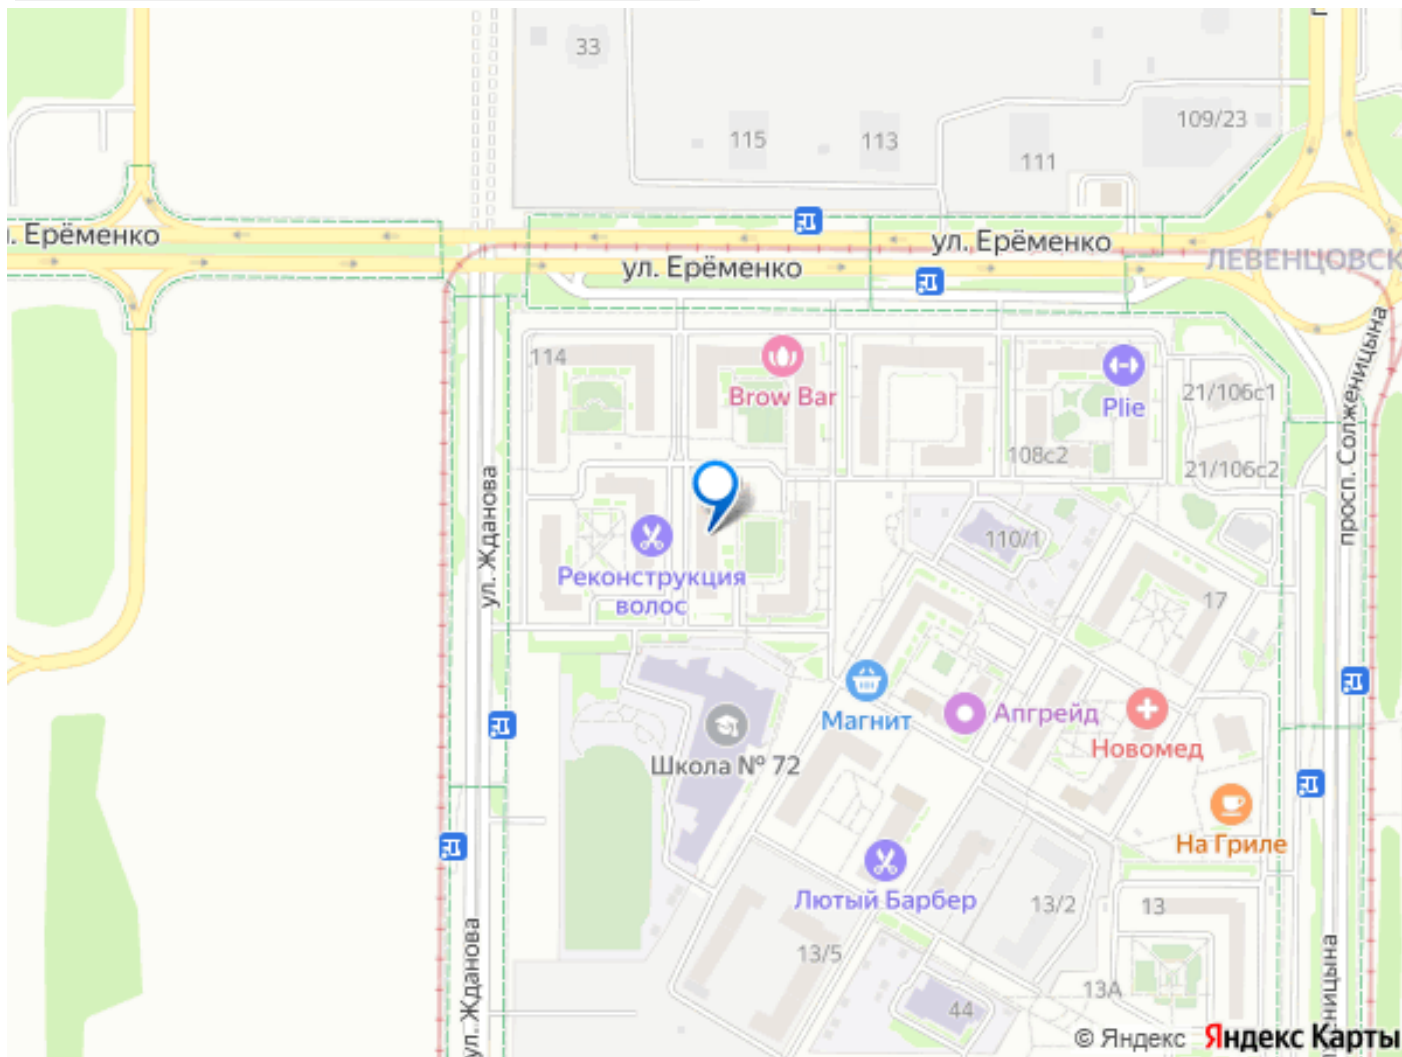 33
109/23
115
113
111
ул. Ерёменко
. Ерёменко
ул. Ерёменко
ЛЕВЕНЦОВСК
114
Brow Bar
Plie
21/106с1
108с2
21/106с2
просп. Солженицына
ул. Жданова
110/1
Реконструкция
волос
17
Магнит
Апгрейд
Новомед
Школа № 72
На Гриле
Лютый Барбер
13/2
13
13/5
ул. Жданова
13А
44
ницына
© Яндекс Яндекс Карты